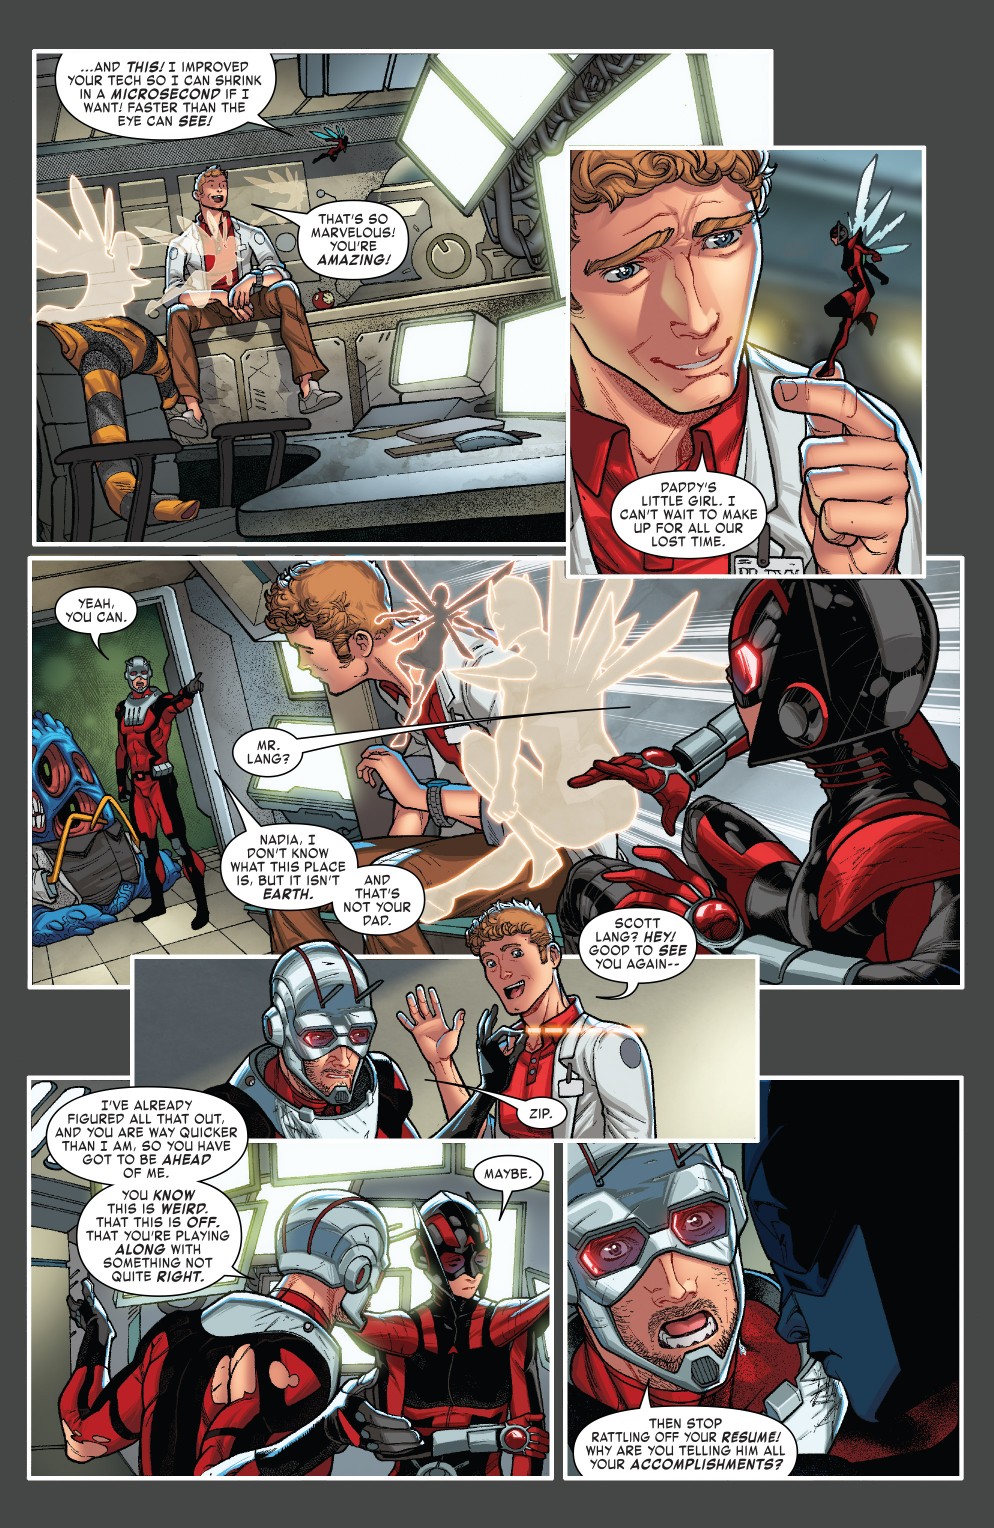 ...AND THIS! I IMPROVED
YOUR TECH SO I CAN SHRINK
IN A MICROSECOND IF I
WANT! FASTER THAN THE
EYE CAN SEE!
THAT'S SO
MARVELOUS!
YOU'RE
AMAZING!
DADDY'S
LITTLE GIRL. I
CAN'T WAIT TO MAKE
UP FOR ALL OUR
LOST TIME.
YEAH,
YOU CAN.
MR.
LANG?
NADIA, I
DON'T KNOW
WHAT THIS PLACE
IS, BUT IT ISN'T
EARTH.
AND
THAT'S
NOT YOUR
DAD.
SCOTT
LANG? HEY!
GOOD TO SEE
YOU AGAIN--
ZIP.
I'VE ALREADY
FIGURED ALL THAT OUT,
AND YOU ARE WAY QUICKER
THAN I AM, SO YOU HAVE
GOT TO BE AHEAD
OF ME.
YOU KNOW
THIS IS WEIRD.
THAT THIS IS OFF.
THAT YOU'RE PLAYING
ALONG WITH
SOMETHING NOT
QUITE RIGHT.
MAYBE.
THEN STOP
RATTLING OFF YOUR RESUME!
WHY ARE YOU TELLING HIM ALL
YOUR ACCOMPLISHMENTS?